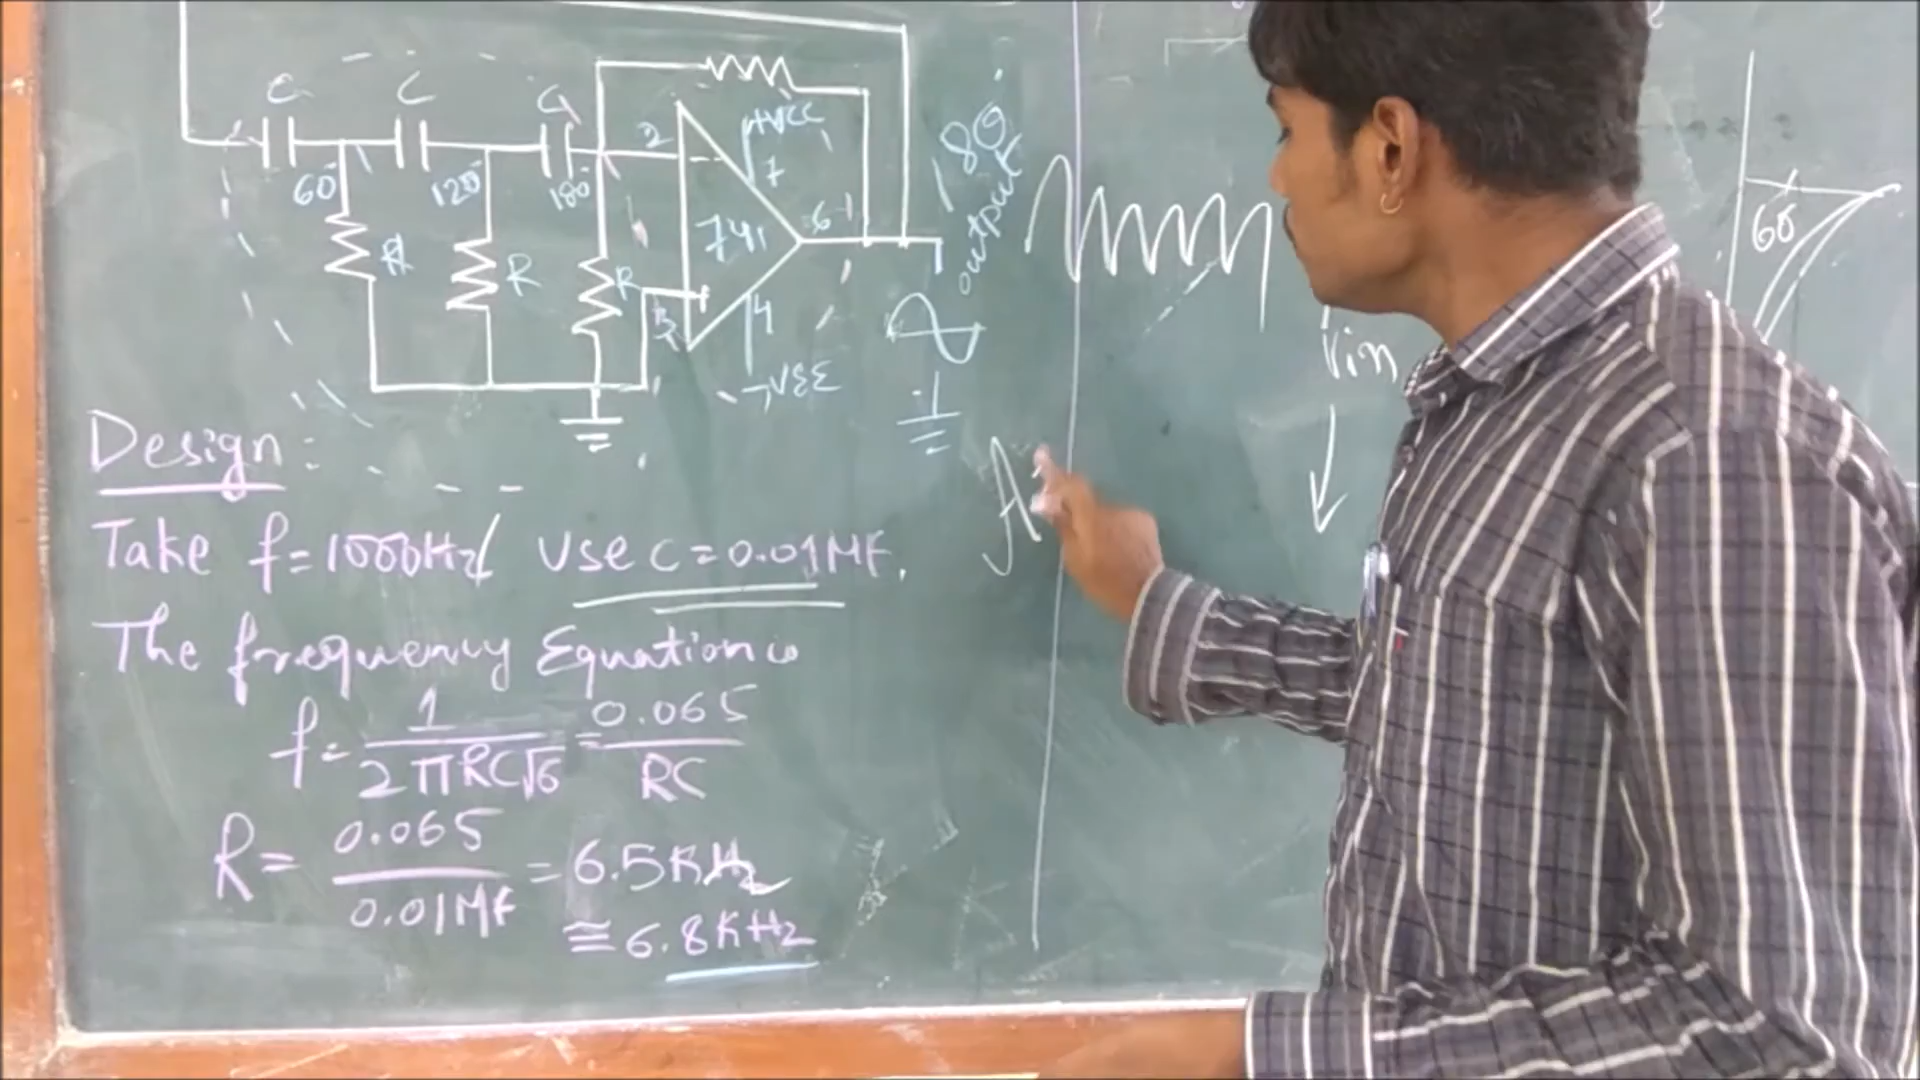 C C C
+VCC
2 7
60° 120° 180°
741 6
180°
output
R R R
3 4
-VEE
Vin
60°
Design:
Take f=1000Hz/ Use C=0.01MF.
The frequency Equation is
f= 1/2πRC√6 = 0.065/RC
R= 0.065/0.01MF = 6.5KHz
≅ 6.8KHz
A